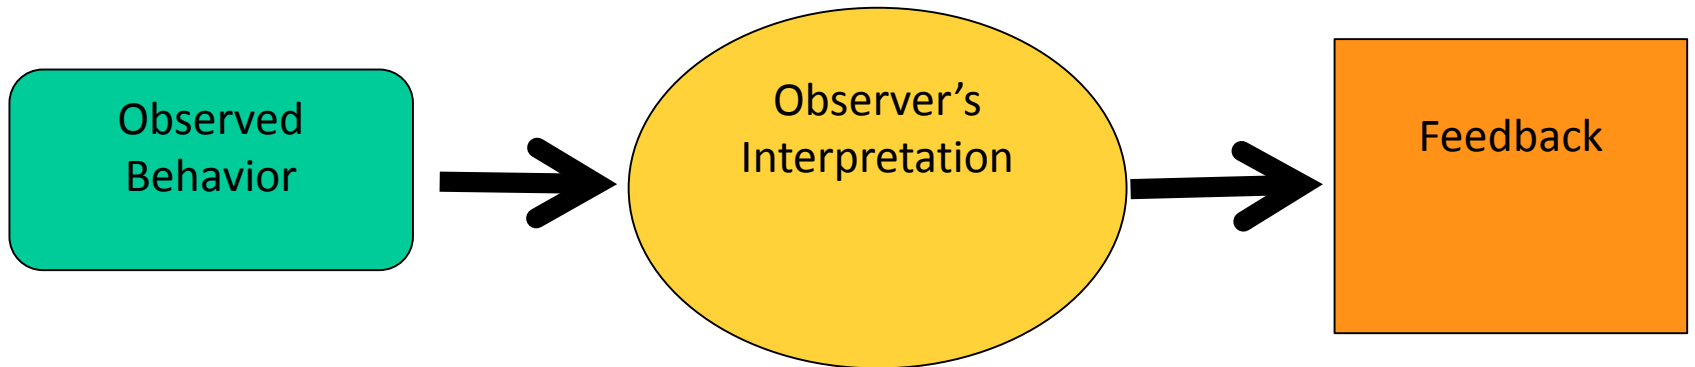 Observed
Behavior
Observer’s
Interpretation
Feedback